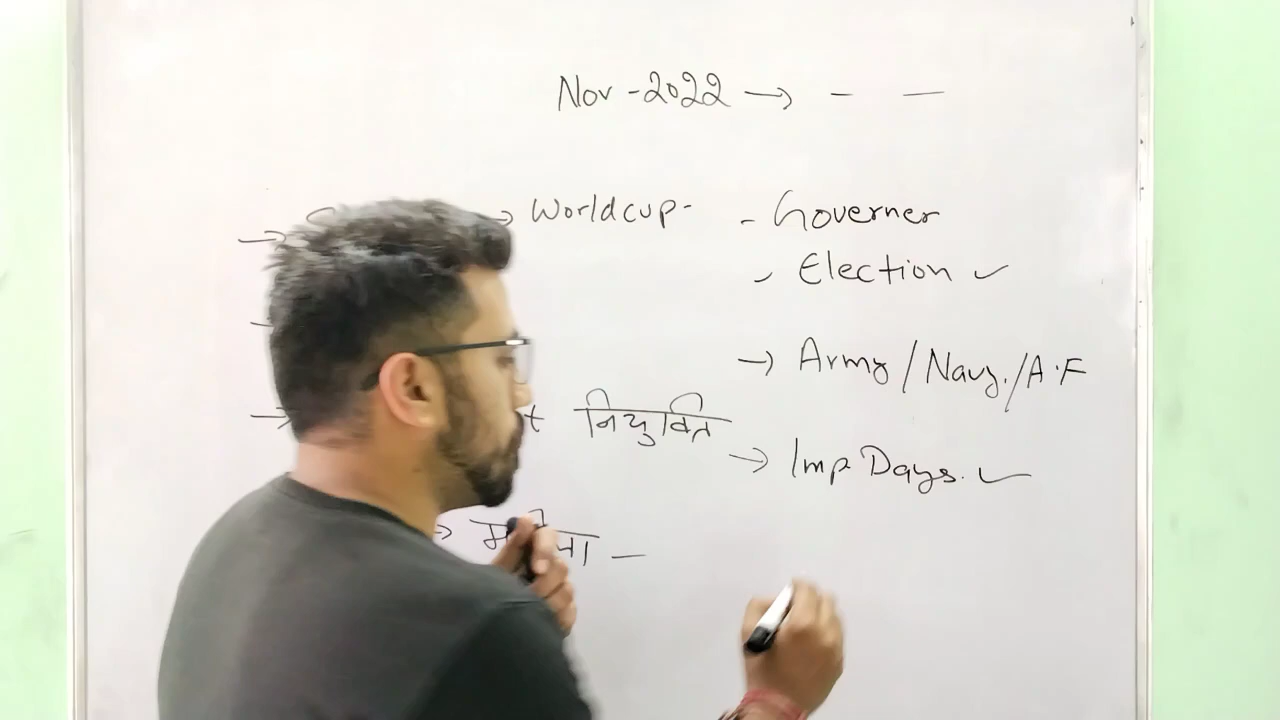 Nov -2022 → - —
→ Worldcup-
- Governer
- Election ✓
→ Army / Navy. / A.F
+ नियुक्ति
→ Imp Days. ✓